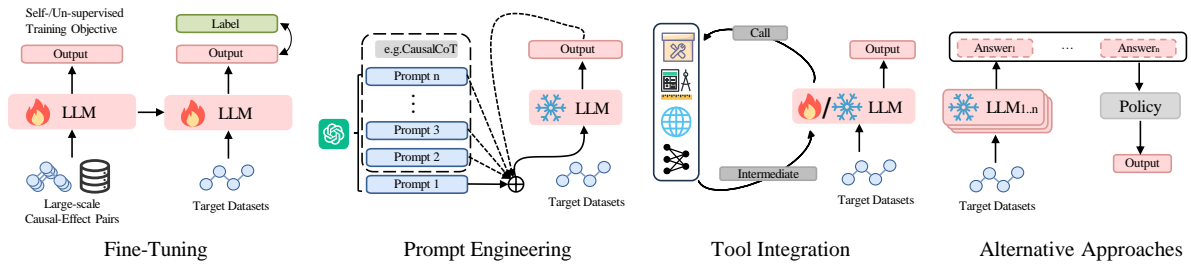 Self-/Un-supervised
Training Objective
Output
LLM
Large-scale
Causal-Effect Pairs
Label
Output
LLM
Target Datasets
Fine-Tuning
e.g.CausalCoT
Prompt n
Prompt 3
Prompt 2
Prompt 1
Output
LLM
Target Datasets
Prompt Engineering
Call
Intermediate
Output
/
LLM
Target Datasets
Tool Integration
Answer₁
...
Answerₙ
LLM₁..ₙ
Target Datasets
Policy
Output
Alternative Approaches